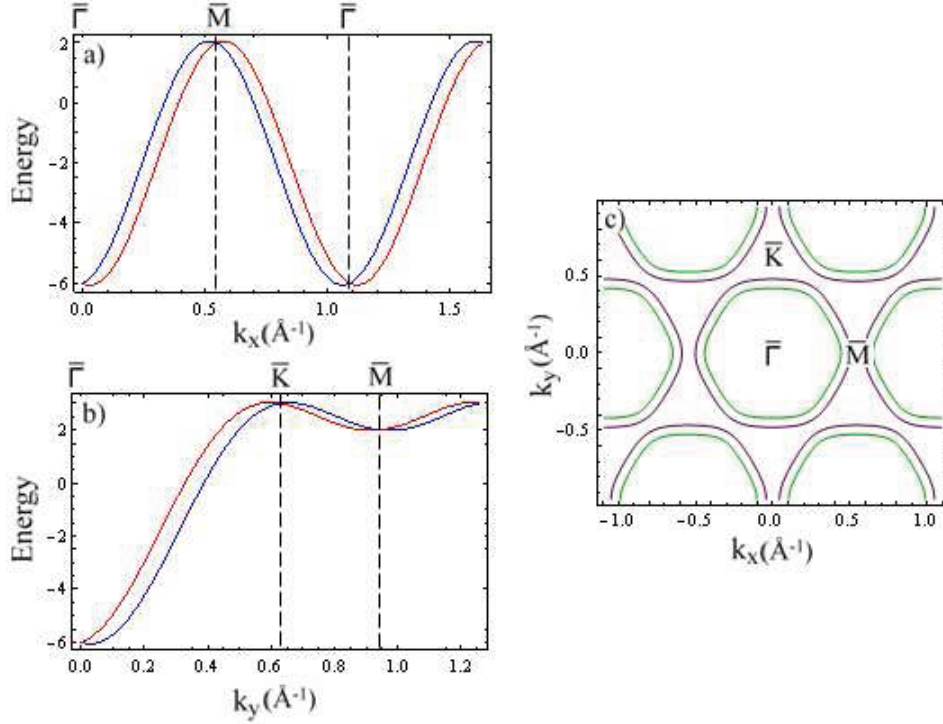 Γ̅ M̅ Γ̅
a)
2
0
-2
-4
-6
Energy
0.0 0.5 1.0 1.5
kₓ(Å⁻¹)
Γ̅ K̅ M̅
b)
2
0
-2
-4
-6
Energy
0.0 0.2 0.4 0.6 0.8 1.0 1.2
k_y(Å⁻¹)
c)
K̅
0.5
Γ̅ M̅
0.0
-0.5
k_y(Å⁻¹)
-1.0 -0.5 0.0 0.5 1.0
kₓ(Å⁻¹)